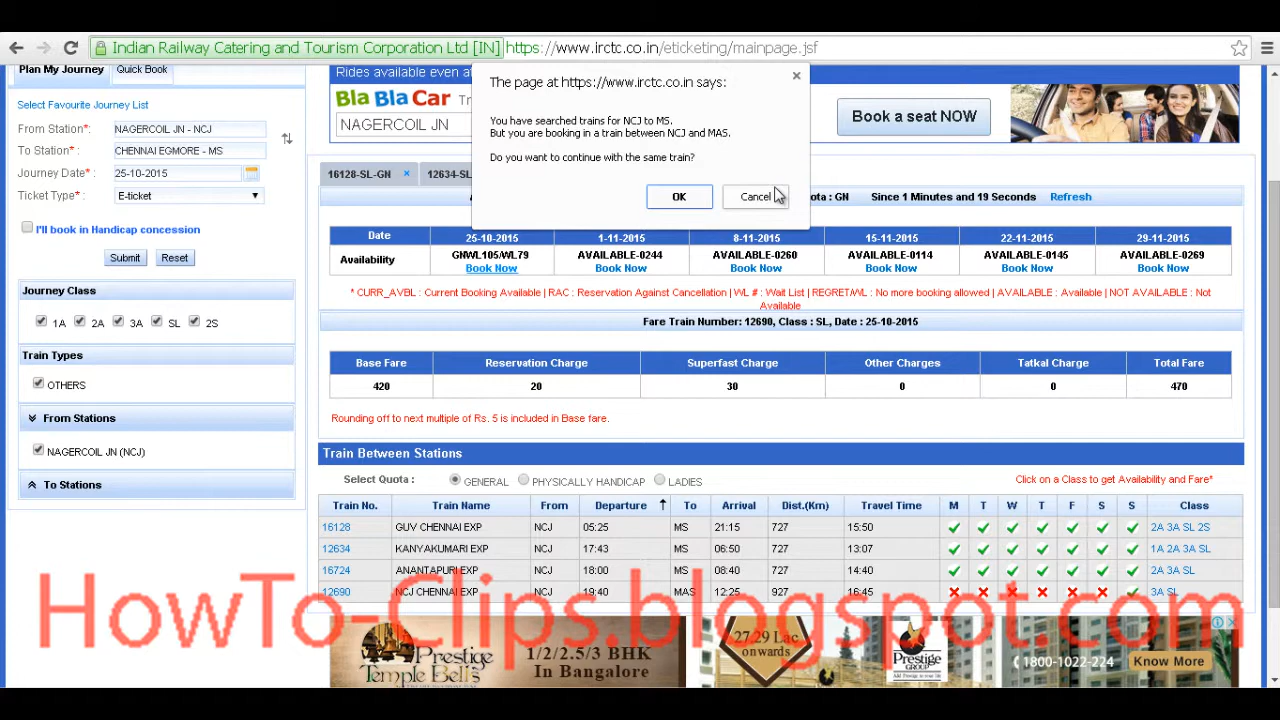 Indian Railway Catering and Tourism Corporation Ltd [IN] https://www.irctc.co.in/eticketing/mainpage.jsf
Plan My Journey Quick Book
Select Favourite Journey List
From Station*: NAGERCOIL JN - NCJ
To Station*: CHENNAI EGMORE - MS
Journey Date*: 25-10-2015
Ticket Type*: E-ticket
I'll book in Handicap concession
Submit Reset
Journey Class
1A 2A 3A SL 2S
Train Types
OTHERS
From Stations
NAGERCOIL JN (NCJ)
To Stations
Rides available even at
Bla Bla Car
NAGERCOIL JN
Book a seat NOW
The page at https://www.irctc.co.in says:
You have searched trains for NCJ to MS.
But you are booking in a train between NCJ and MAS.
Do you want to continue with the same train?
OK Cancel
16128-SL-GN 12634-SL
: GN Since 1 Minutes and 19 Seconds Refresh
Date 25-10-2015 1-11-2015 8-11-2015 15-11-2015 22-11-2015 29-11-2015
Availability GNWL105/WL79 AVAILABLE-0244 AVAILABLE-0260 AVAILABLE-0114 AVAILABLE-0145 AVAILABLE-0269
Book Now Book Now Book Now Book Now Book Now Book Now
* CURR_AVBL : Current Booking Available | RAC : Reservation Against Cancellation | WL # : Wait List | REGRET/WL : No more booking allowed | AVAILABLE : Available | NOT AVAILABLE : Not
Available
Fare Train Number: 12690, Class : SL, Date : 25-10-2015
Base Fare Reservation Charge Superfast Charge Other Charges Tatkal Charge Total Fare
420 20 30 0 0 470
Rounding off to next multiple of Rs. 5 is included in Base fare.
Train Between Stations
Select Quota : GENERAL PHYSICALLY HANDICAP LADIES Click on a Class to get Availability and Fare*
Train No. Train Name From Departure To Arrival Dist.(Km) Travel Time M T W T F S S Class
16128 GUV CHENNAI EXP NCJ 05:25 MS 21:15 727 15:50 2A 3A SL 2S
12634 KANYAKUMARI EXP NCJ 17:43 MS 06:50 727 13:07 1A 2A 3A SL
16724 ANANTAPURI EXP NCJ 18:00 MS 08:40 727 14:40 2A 3A SL
12690 NCJ CHENNAI EXP NCJ 19:40 MAS 12:25 927 16:45 3A SL
HowTo-Clips.blogspot.com
Prestige
Temple Bell's
1/2/2.5/3 BHK
In Bangalore
27.29 Lac
onwards
Prestige
GROUP
1800-1022-224
Know More